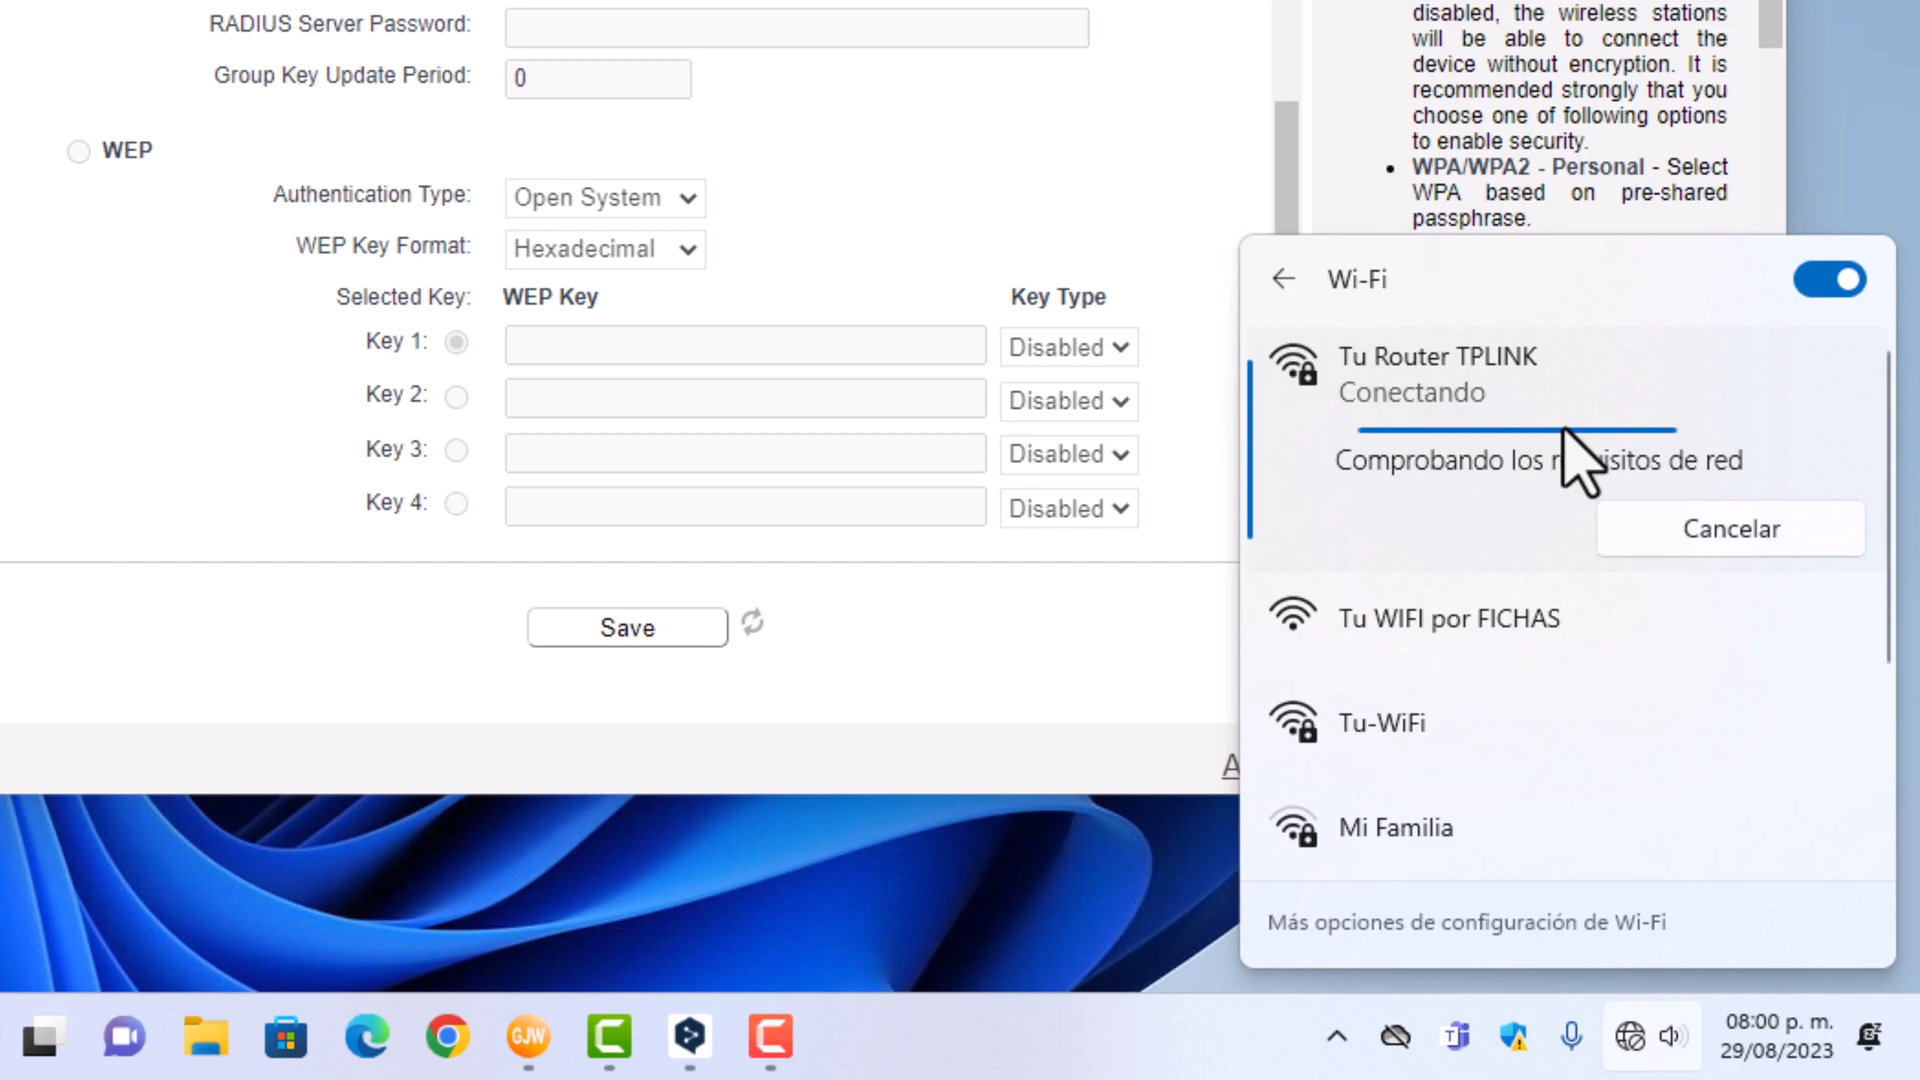 RADIUS Server Password:
Group Key Update Period: 0
WEP
Authentication Type: Open System
WEP Key Format: Hexadecimal
Selected Key: WEP Key Key Type
Key 1: Disabled
Key 2: Disabled
Key 3: Disabled
Key 4: Disabled
Save
disabled, the wireless stations
will be able to connect the
device without encryption. It is
recommended strongly that you
choose one of following options
to enable security.
• WPA/WPA2 - Personal - Select
WPA based on pre-shared
passphrase.
Wi-Fi
Tu Router TPLINK
Conectando
Comprobando los de red
Cancelar
Tu WIFI por FICHAS
Tu-WiFi
Mi Familia
Más opciones de configuración de Wi-Fi
GJW
08:00 p. m.
29/08/2023